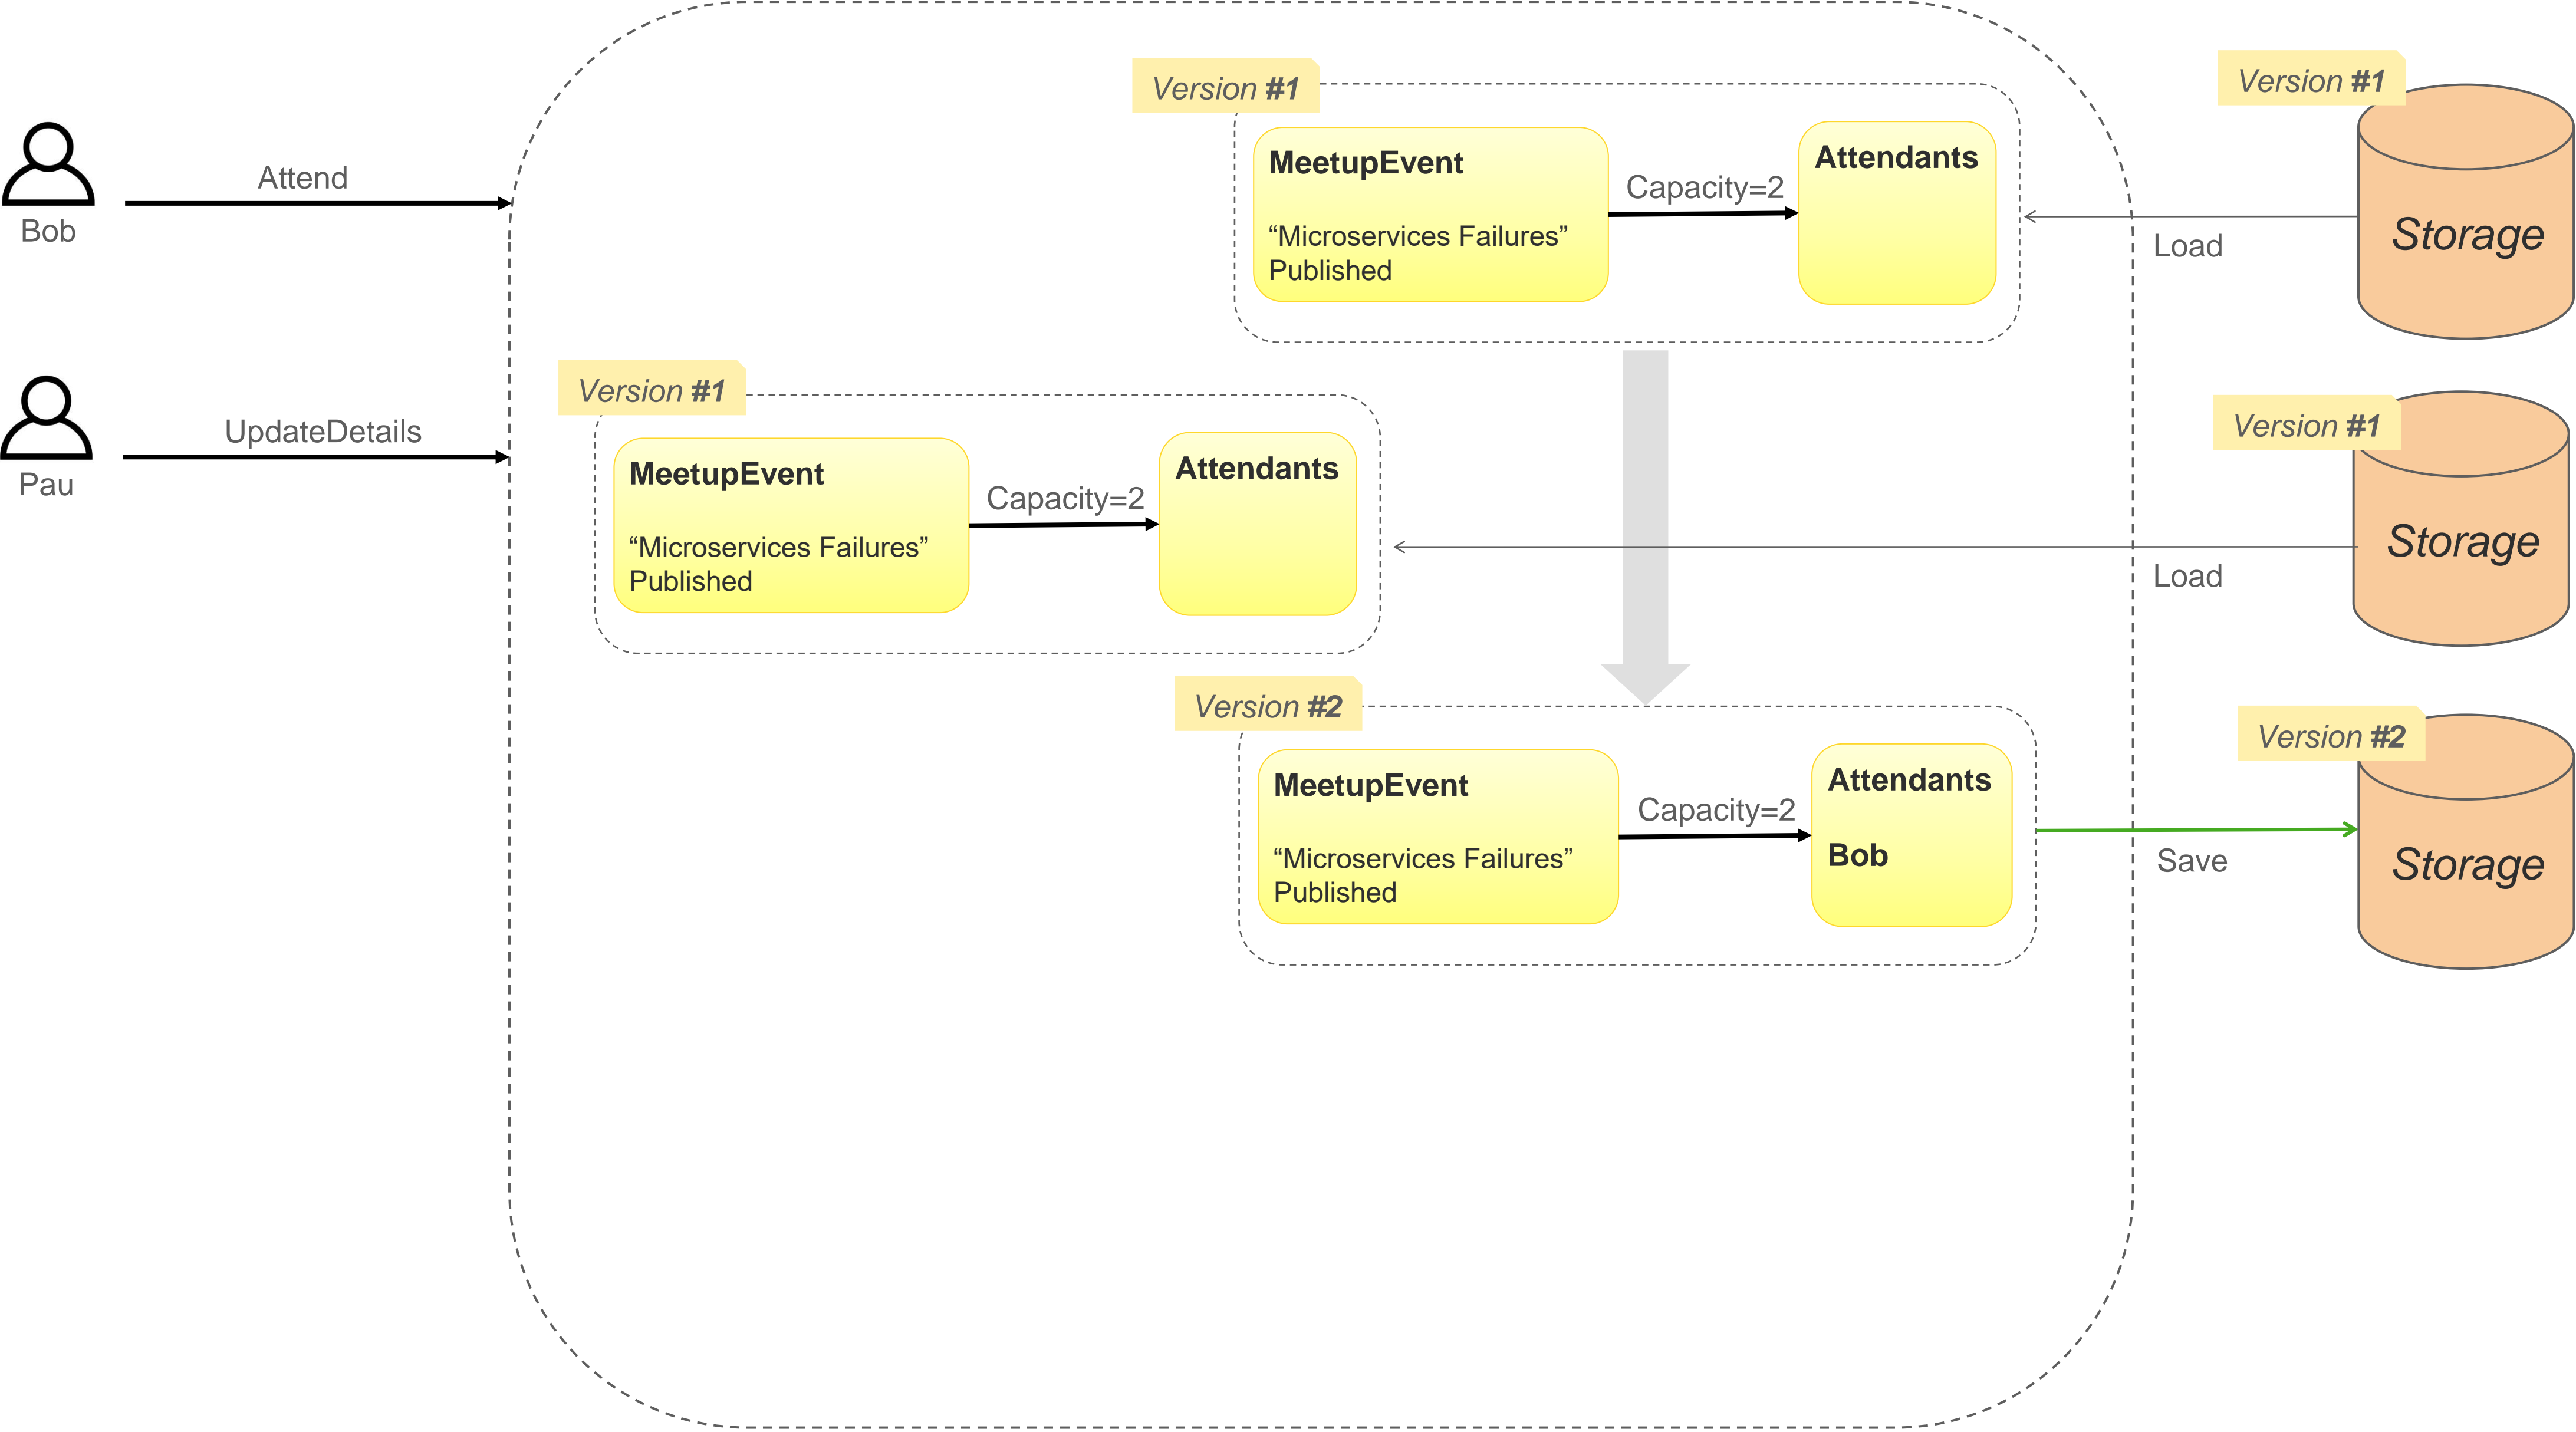 Version #1
Version #1
MeetupEvent
Attendants
Attend
Capacity=2
Bob
“Microservices Failures”
Published
Storage
Load
Version #1
Version #1
UpdateDetails
MeetupEvent
Attendants
Pau
Capacity=2
“Microservices Failures”
Published
Storage
Load
Version #2
Version #2
MeetupEvent
Attendants
Capacity=2
“Microservices Failures”
Bob
Published
Save
Storage